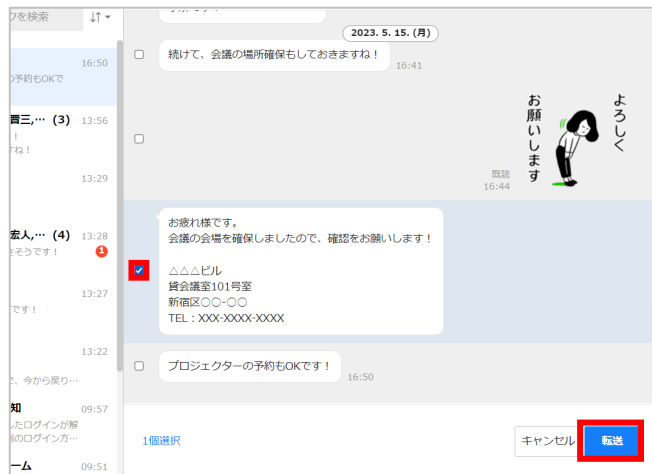 クを検索
16:50
の予約もOKで
晋三,… (3) 13:56
！
すね！
13:29
宏人,… (4) 13:28
きそうです！
1
13:27
です！
13:22
で、今から戻り…
知 09:57
したログインが解
別のログイン方…
ーム 09:51
2023. 5. 15. (月)
続けて、会議の場所確保もしておきますね！
16:41
よろしく
お願いします
既読
16:44
お疲れ様です。
会議の会場を確保しましたので、確認をお願いします！
△△△ビル
貸会議室101号室
新宿区○○-○○
TEL：XXX-XXXX-XXXX
プロジェクターの予約もOKです！
16:50
1個選択
キャンセル
転送